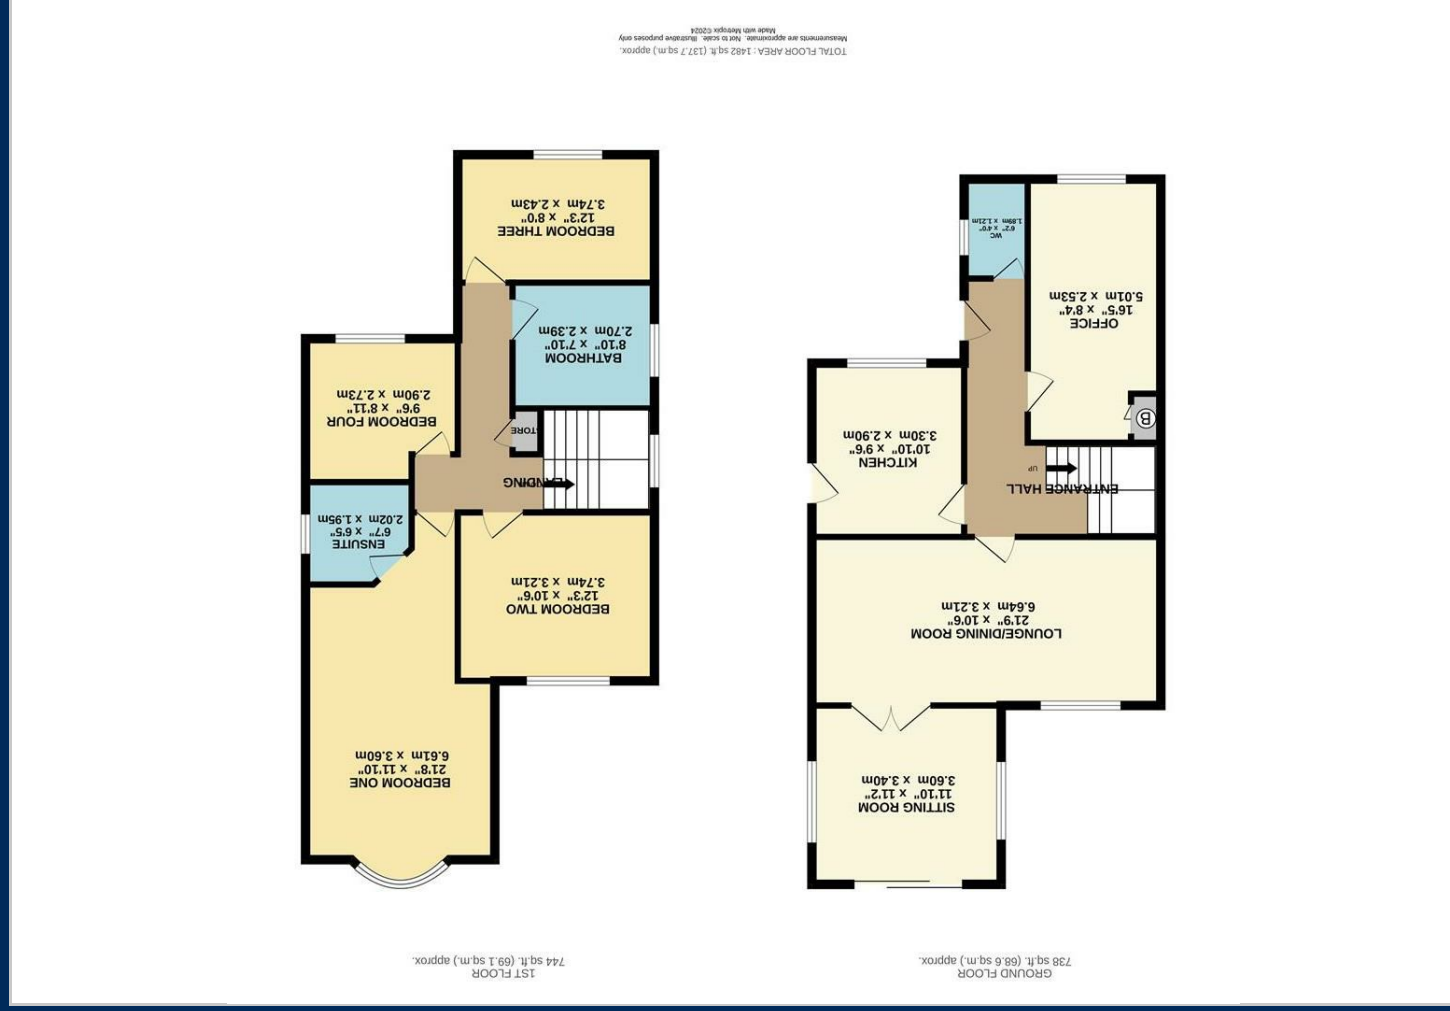 GROUND FLOOR
738 sq.ft. (68.6 sq.m.) approx.
1ST FLOOR
744 sq.ft. (69.1 sq.m.) approx.
SITTING ROOM
11'10" x 11'2"
3.60m x 3.40m
LOUNGE/DINING ROOM
21'9" x 10'6"
6.64m x 3.21m
ENTRANCE HALL
UP
KITCHEN
10'10" x 9'6"
3.30m x 2.90m
B
OFFICE
16'5" x 8'4"
5.01m x 2.53m
WC
6'2" x 4'0"
1.89m x 1.21m
BEDROOM ONE
21'8" x 11'10"
6.61m x 3.60m
BEDROOM TWO
12'3" x 10'6"
3.74m x 3.21m
ENSUITE
6'7" x 6'5"
2.02m x 1.95m
LANDING
STORE
BEDROOM FOUR
9'6" x 8'11"
2.90m x 2.73m
BATHROOM
8'10" x 7'10"
2.70m x 2.39m
BEDROOM THREE
12'3" x 8'0"
3.74m x 2.43m
TOTAL FLOOR AREA : 1482 sq.ft. (137.7 sq.m.) approx.
Measurements are approximate. Not to scale. Illustrative purposes only
Made with Metropix ©2024